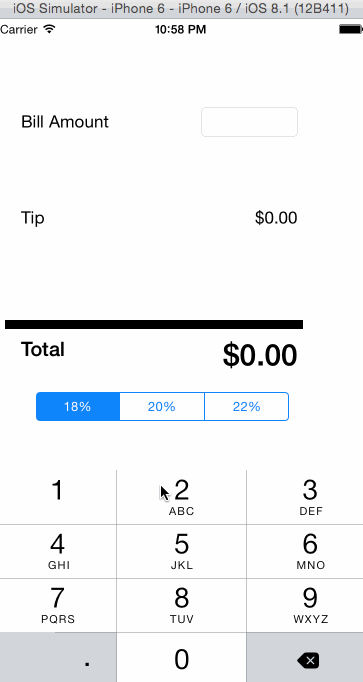 iOS Simulator - iPhone 6 - iPhone 6 / iOS 8.1 (12B411)
Carrer 10:58 PM
Bill Amount
Tip $0.00
Total $0.00
18% 20% 22%
1 2 3
ABC DEF
4 5 6
GHI JKL MNO
7 8 9
PQRS TUV WXYZ
. 0